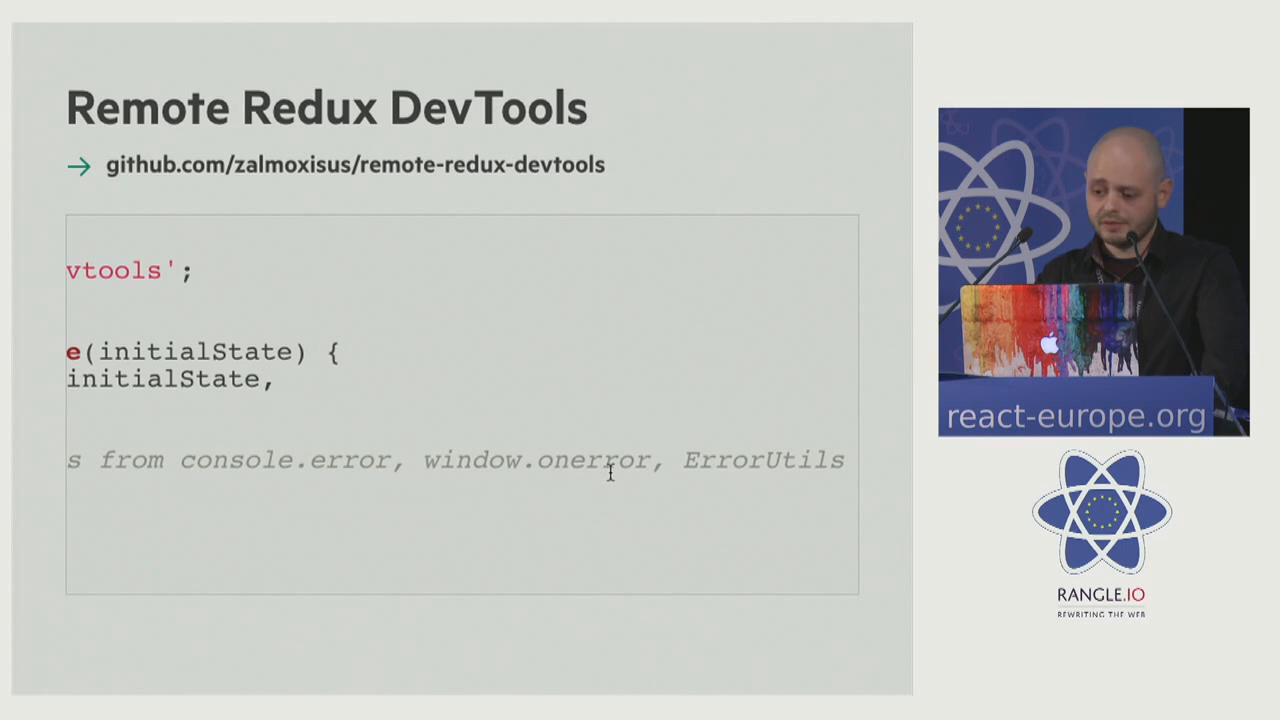 Remote Redux DevTools
→ github.com/zalmoxisus/remote-redux-devtools
vtools';
e(initialState) {
initialState,
s from console.error, window.onerror, ErrorUtils
react-europe.org
RANGLE.IO
REWRITING THE WEB